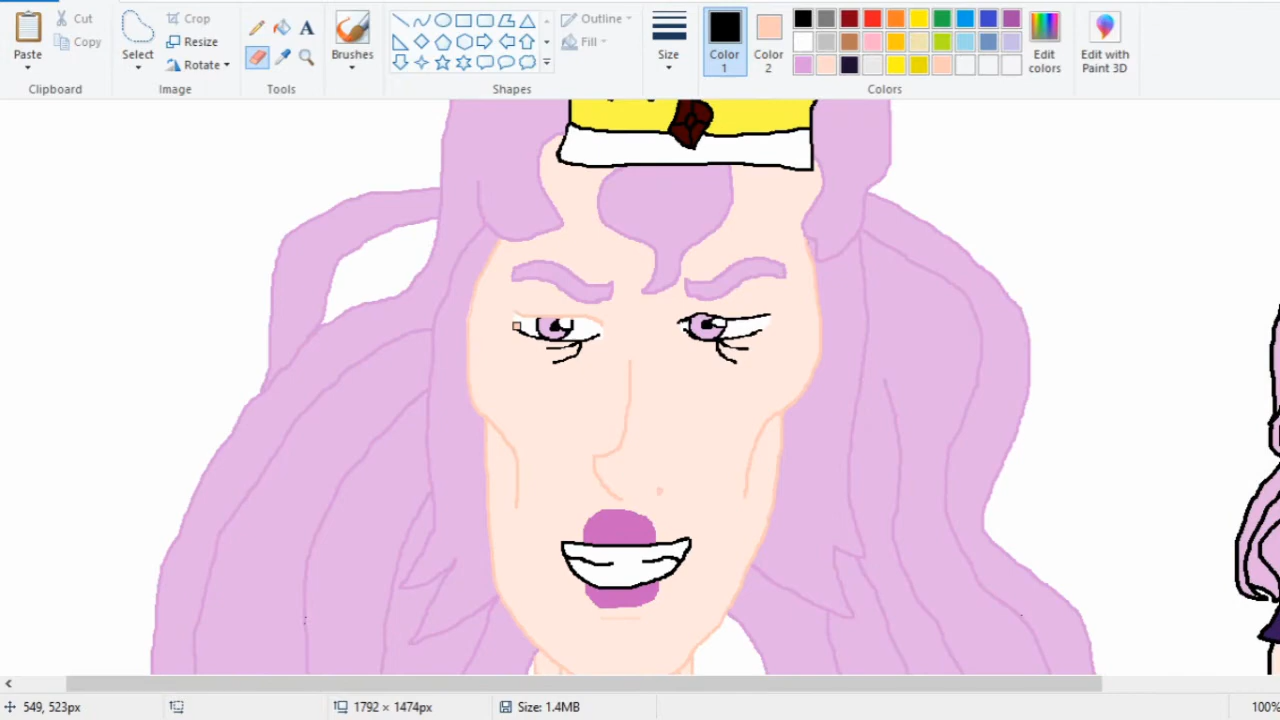 Cut
Copy
Paste
Clipboard
Crop
Resize
Rotate
Select
Image
A
Tools
Brushes
Outline
Fill
Shapes
Size
Color 1
Color 2
Edit colors
Colors
Edit with Paint 3D
549, 523px
1792 × 1474px
Size: 1.4MB
100%